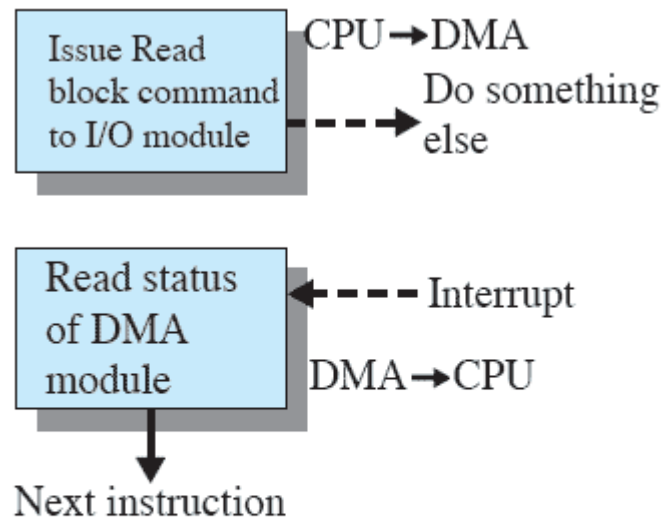 Issue Read
block command
to I/O module
CPU→DMA
Do something
else
Read status
of DMA
module
Interrupt
DMA→CPU
Next instruction